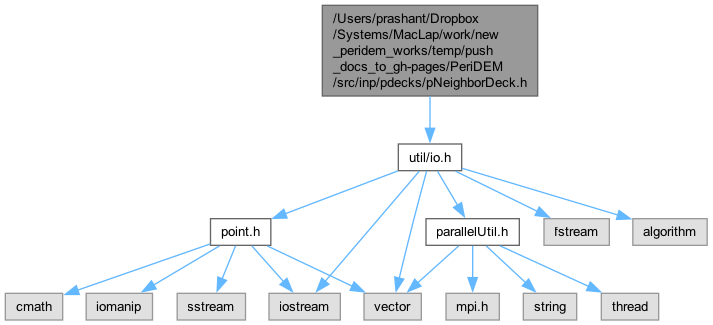 /Users/prashant/Dropbox
/Systems/MacLap/work/new
_peridem_works/temp/push
_docs_to_gh-pages/PeriDEM
/src/inp/pdecks/pNeighborDeck.h
util/io.h
point.h
parallelUtil.h
fstream
algorithm
cmath
iomanip
sstream
iostream
vector
mpi.h
string
thread